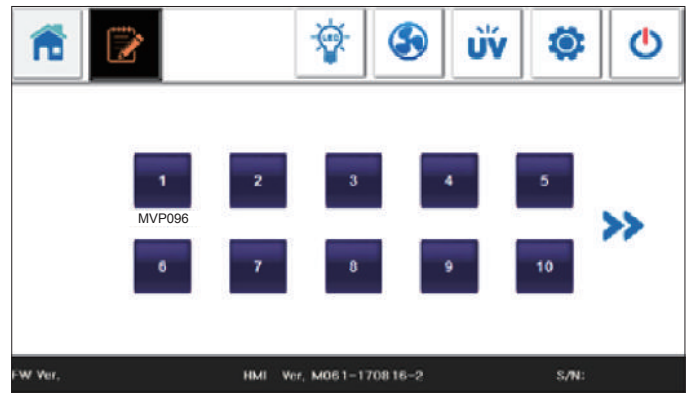 LED UV
1 2 3 4 5
MVP096
6 7 8 9 10
FW Ver. HMI Ver. M061-170816-2 S/N: